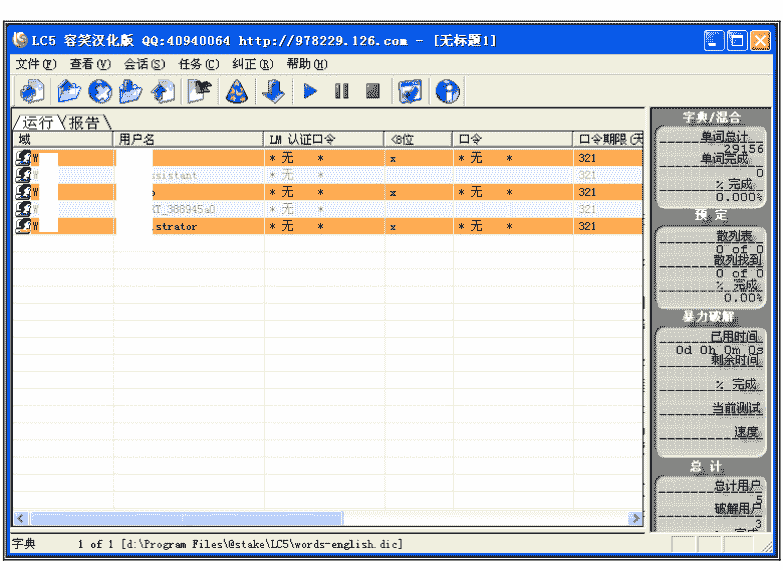 LC5 容笑汉化版 QQ:40940064 http://978229.126.com - [无标题1]
文件(F) 查看(V) 会话(S) 任务(C) 纠正(R) 帮助(H)
运行 报告
域 用户名 LM 认证口令 <8位 口令 口令期限(天
W * 无 * x * 无 * 321
W ssistant * 无 * 321
W * 无 * x * 无 * 321
W RT_388945a0 * 无 * 321
W istrator * 无 * x * 无 * 321
字典/混合
单词总计
29156
单词完成
0
% 完成
0.000%
预 定
散列表
0 of 0
散列找到
0 of 0
% 完成
0.00%
暴力破解
已用时间
0d 0h 0m 0s
剩余时间
% 完成
当前测试
速度
总 计
总计用户
5
破解用户
3
% 完成
字典 1 of 1 [d:\Program Files\@stake\LC5\words-english.dic]